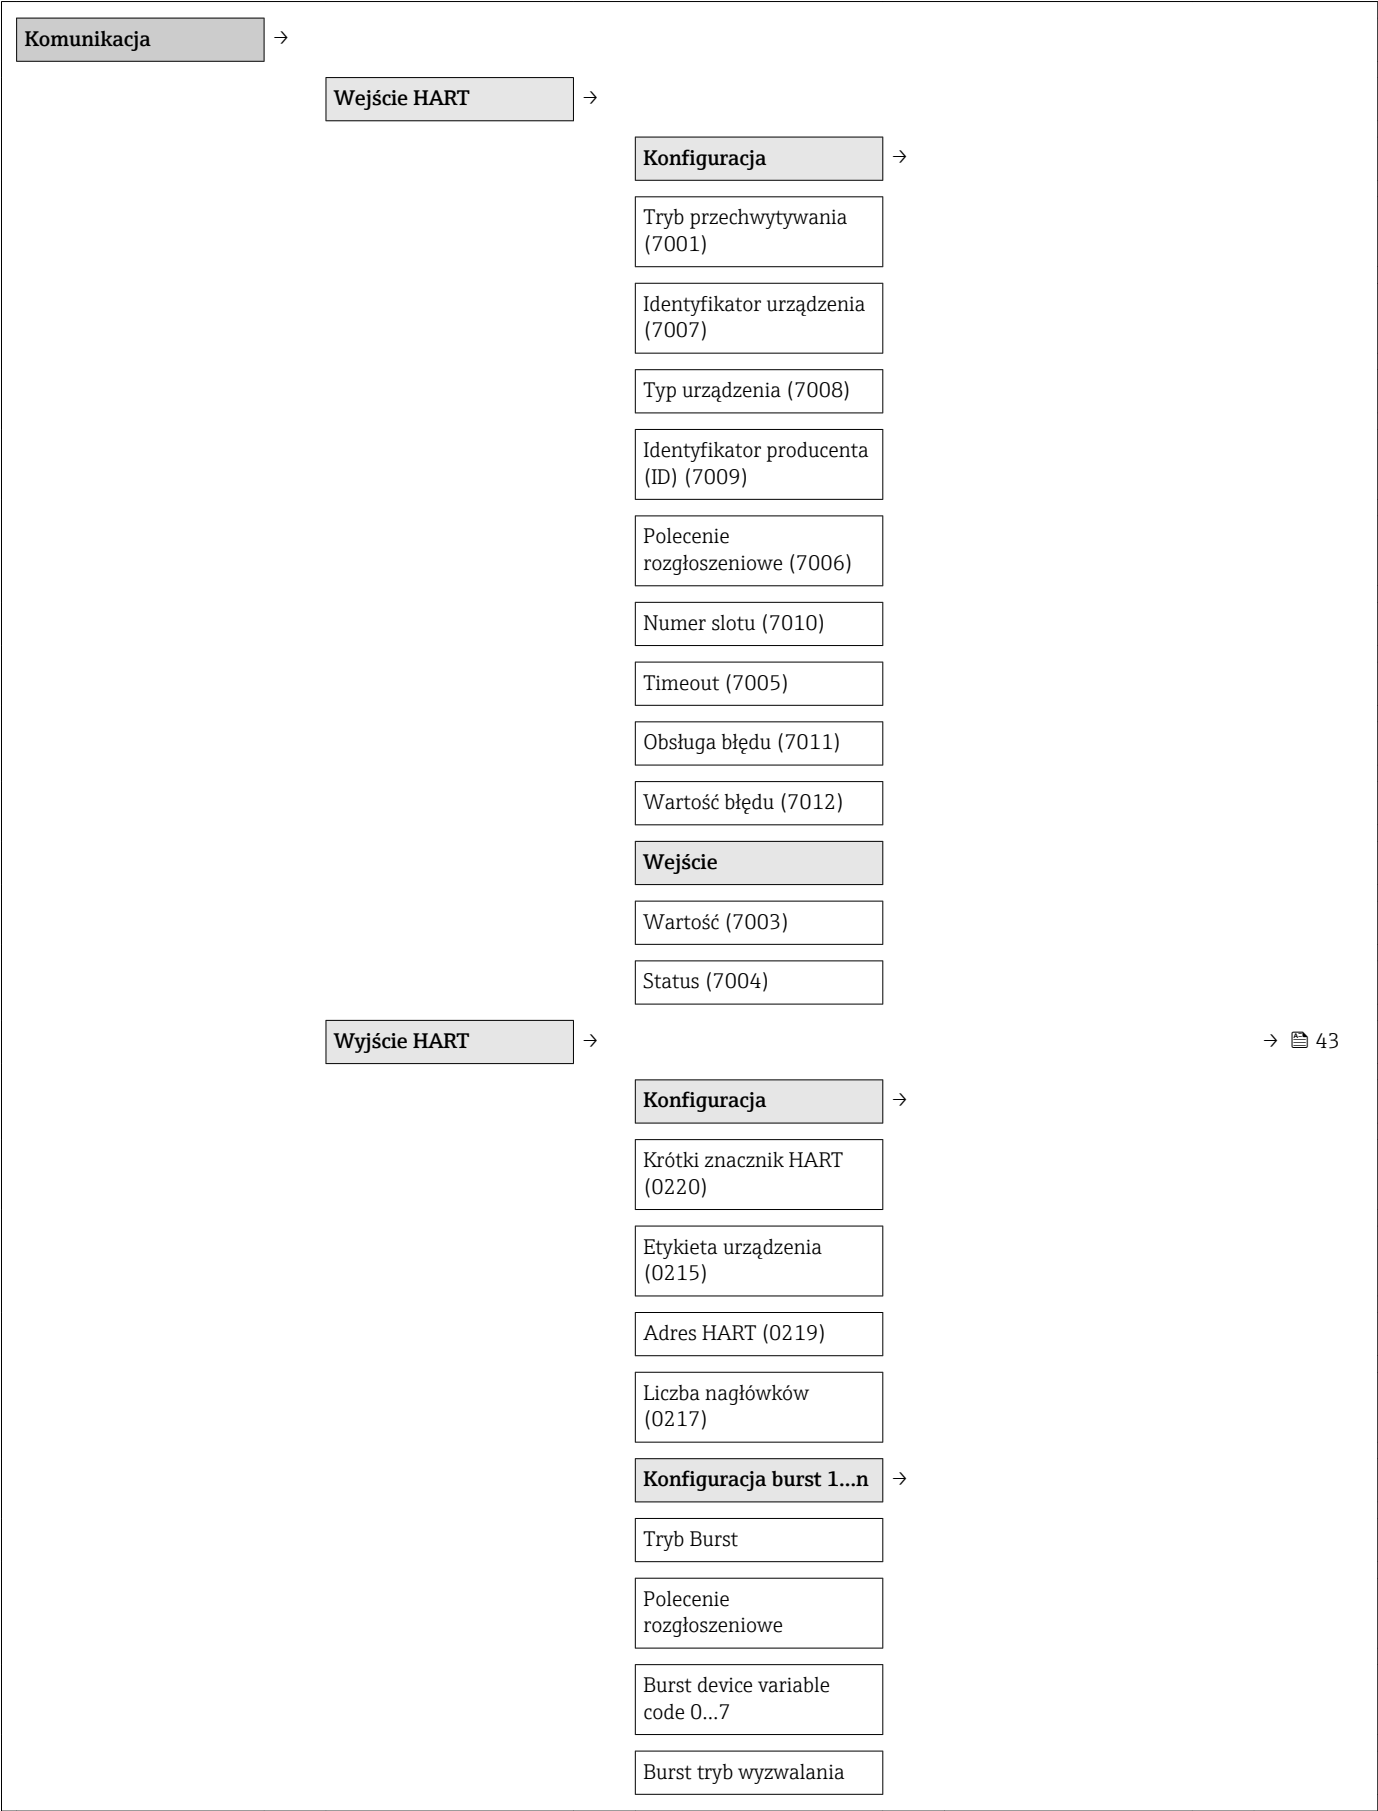 Komunikacja →
Wejście HART →
Konfiguracja →
Tryb przechwytywania
(7001)
Identyfikator urządzenia
(7007)
Typ urządzenia (7008)
Identyfikator producenta
(ID) (7009)
Polecenie
rozgłoszeniowe (7006)
Numer slotu (7010)
Timeout (7005)
Obsługa błędu (7011)
Wartość błędu (7012)
Wejście
Wartość (7003)
Status (7004)
Wyjście HART → → 43
Konfiguracja →
Krótki znacznik HART
(0220)
Etykieta urządzenia
(0215)
Adres HART (0219)
Liczba nagłówków
(0217)
Konfiguracja burst 1...n →
Tryb Burst
Polecenie
rozgłoszeniowe
Burst device variable
code 0...7
Burst tryb wyzwalania